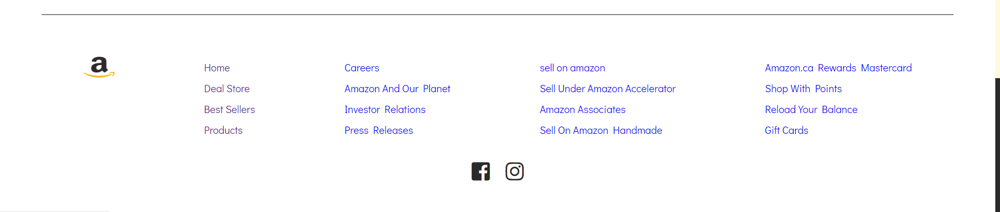 a
Home
Deal Store
Best Sellers
Products
Careers
Amazon And Our Planet
Investor Relations
Press Releases
sell on amazon
Sell Under Amazon Accelerator
Amazon Associates
Sell On Amazon Handmade
Amazon.ca Rewards Mastercard
Shop With Points
Reload Your Balance
Gift Cards